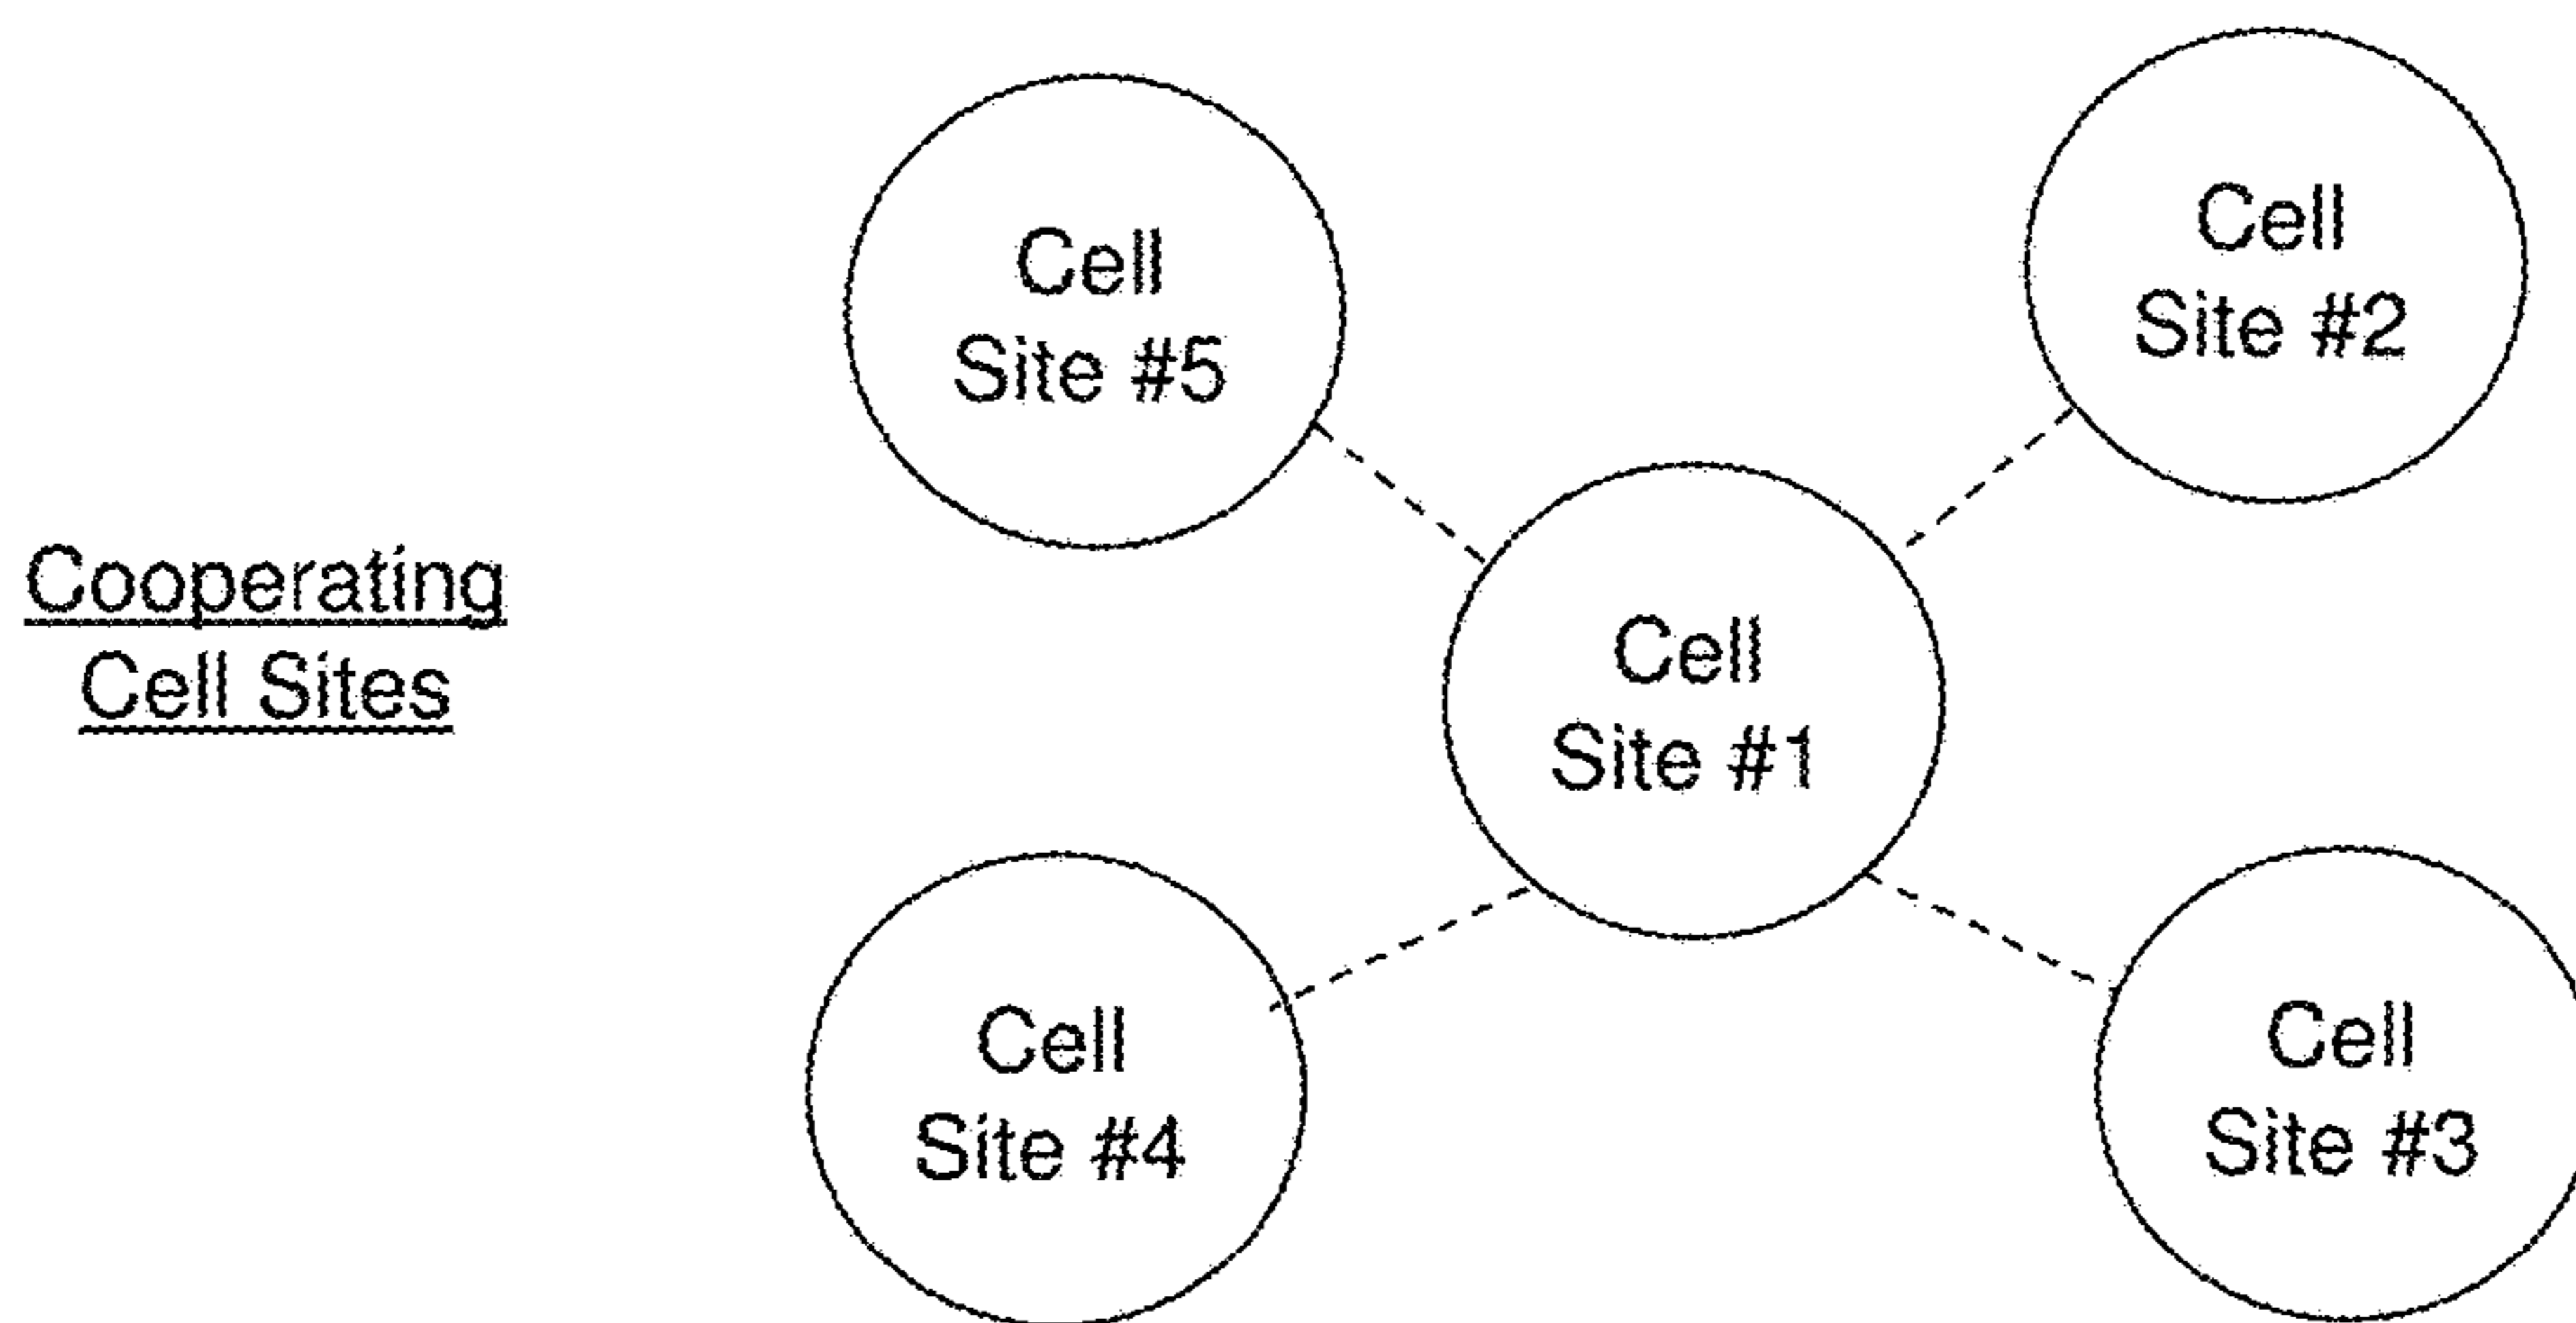 Cooperating
Cell Sites
Cell
Site #5
Cell
Site #2
Cell
Site #1
Cell
Site #4
Cell
Site #3